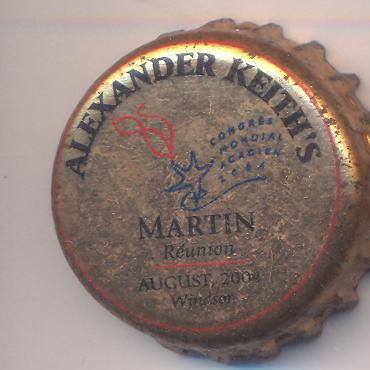 ALEXANDER KEITH'S
CONGRÈS
MONDIAL
ACADIEN
2004
MARTIN
Réunion
AUGUST, 2004
Windsor